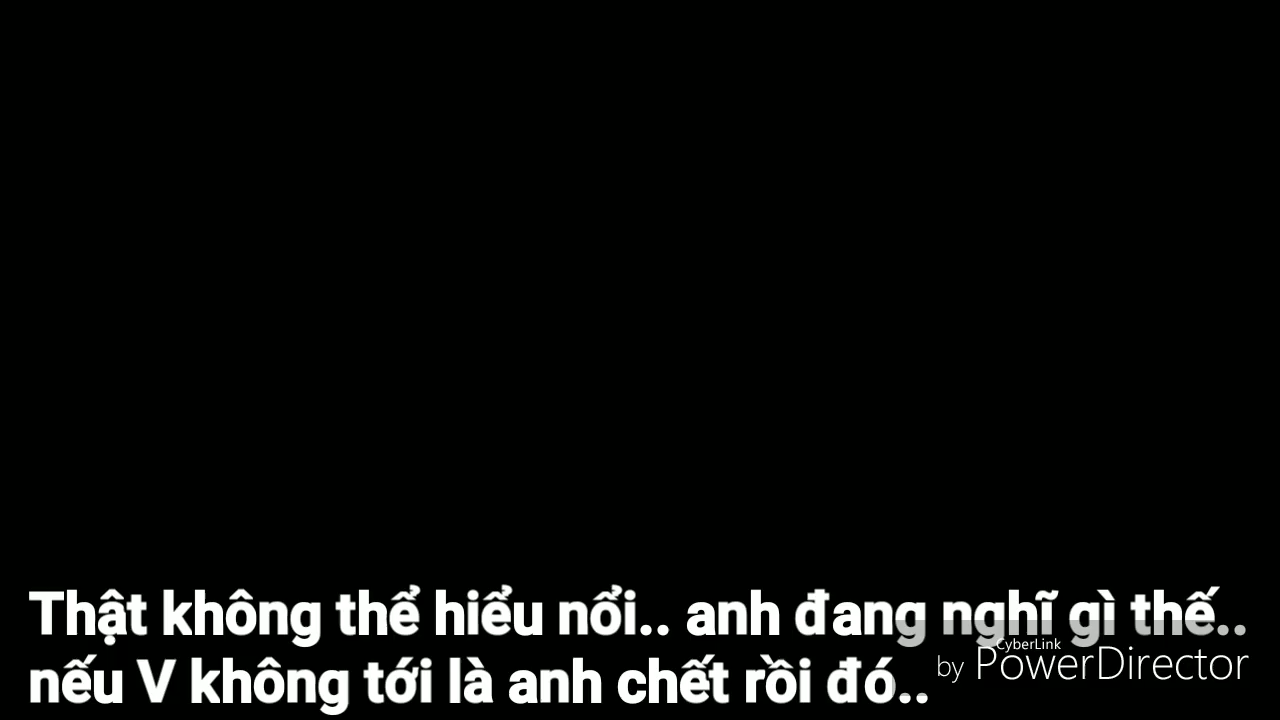 Thật không thể hiểu nổi.. anh đang nghĩ gì thế..
nếu V không tới là anh chết rồi đó..
CyberLink
by PowerDirector